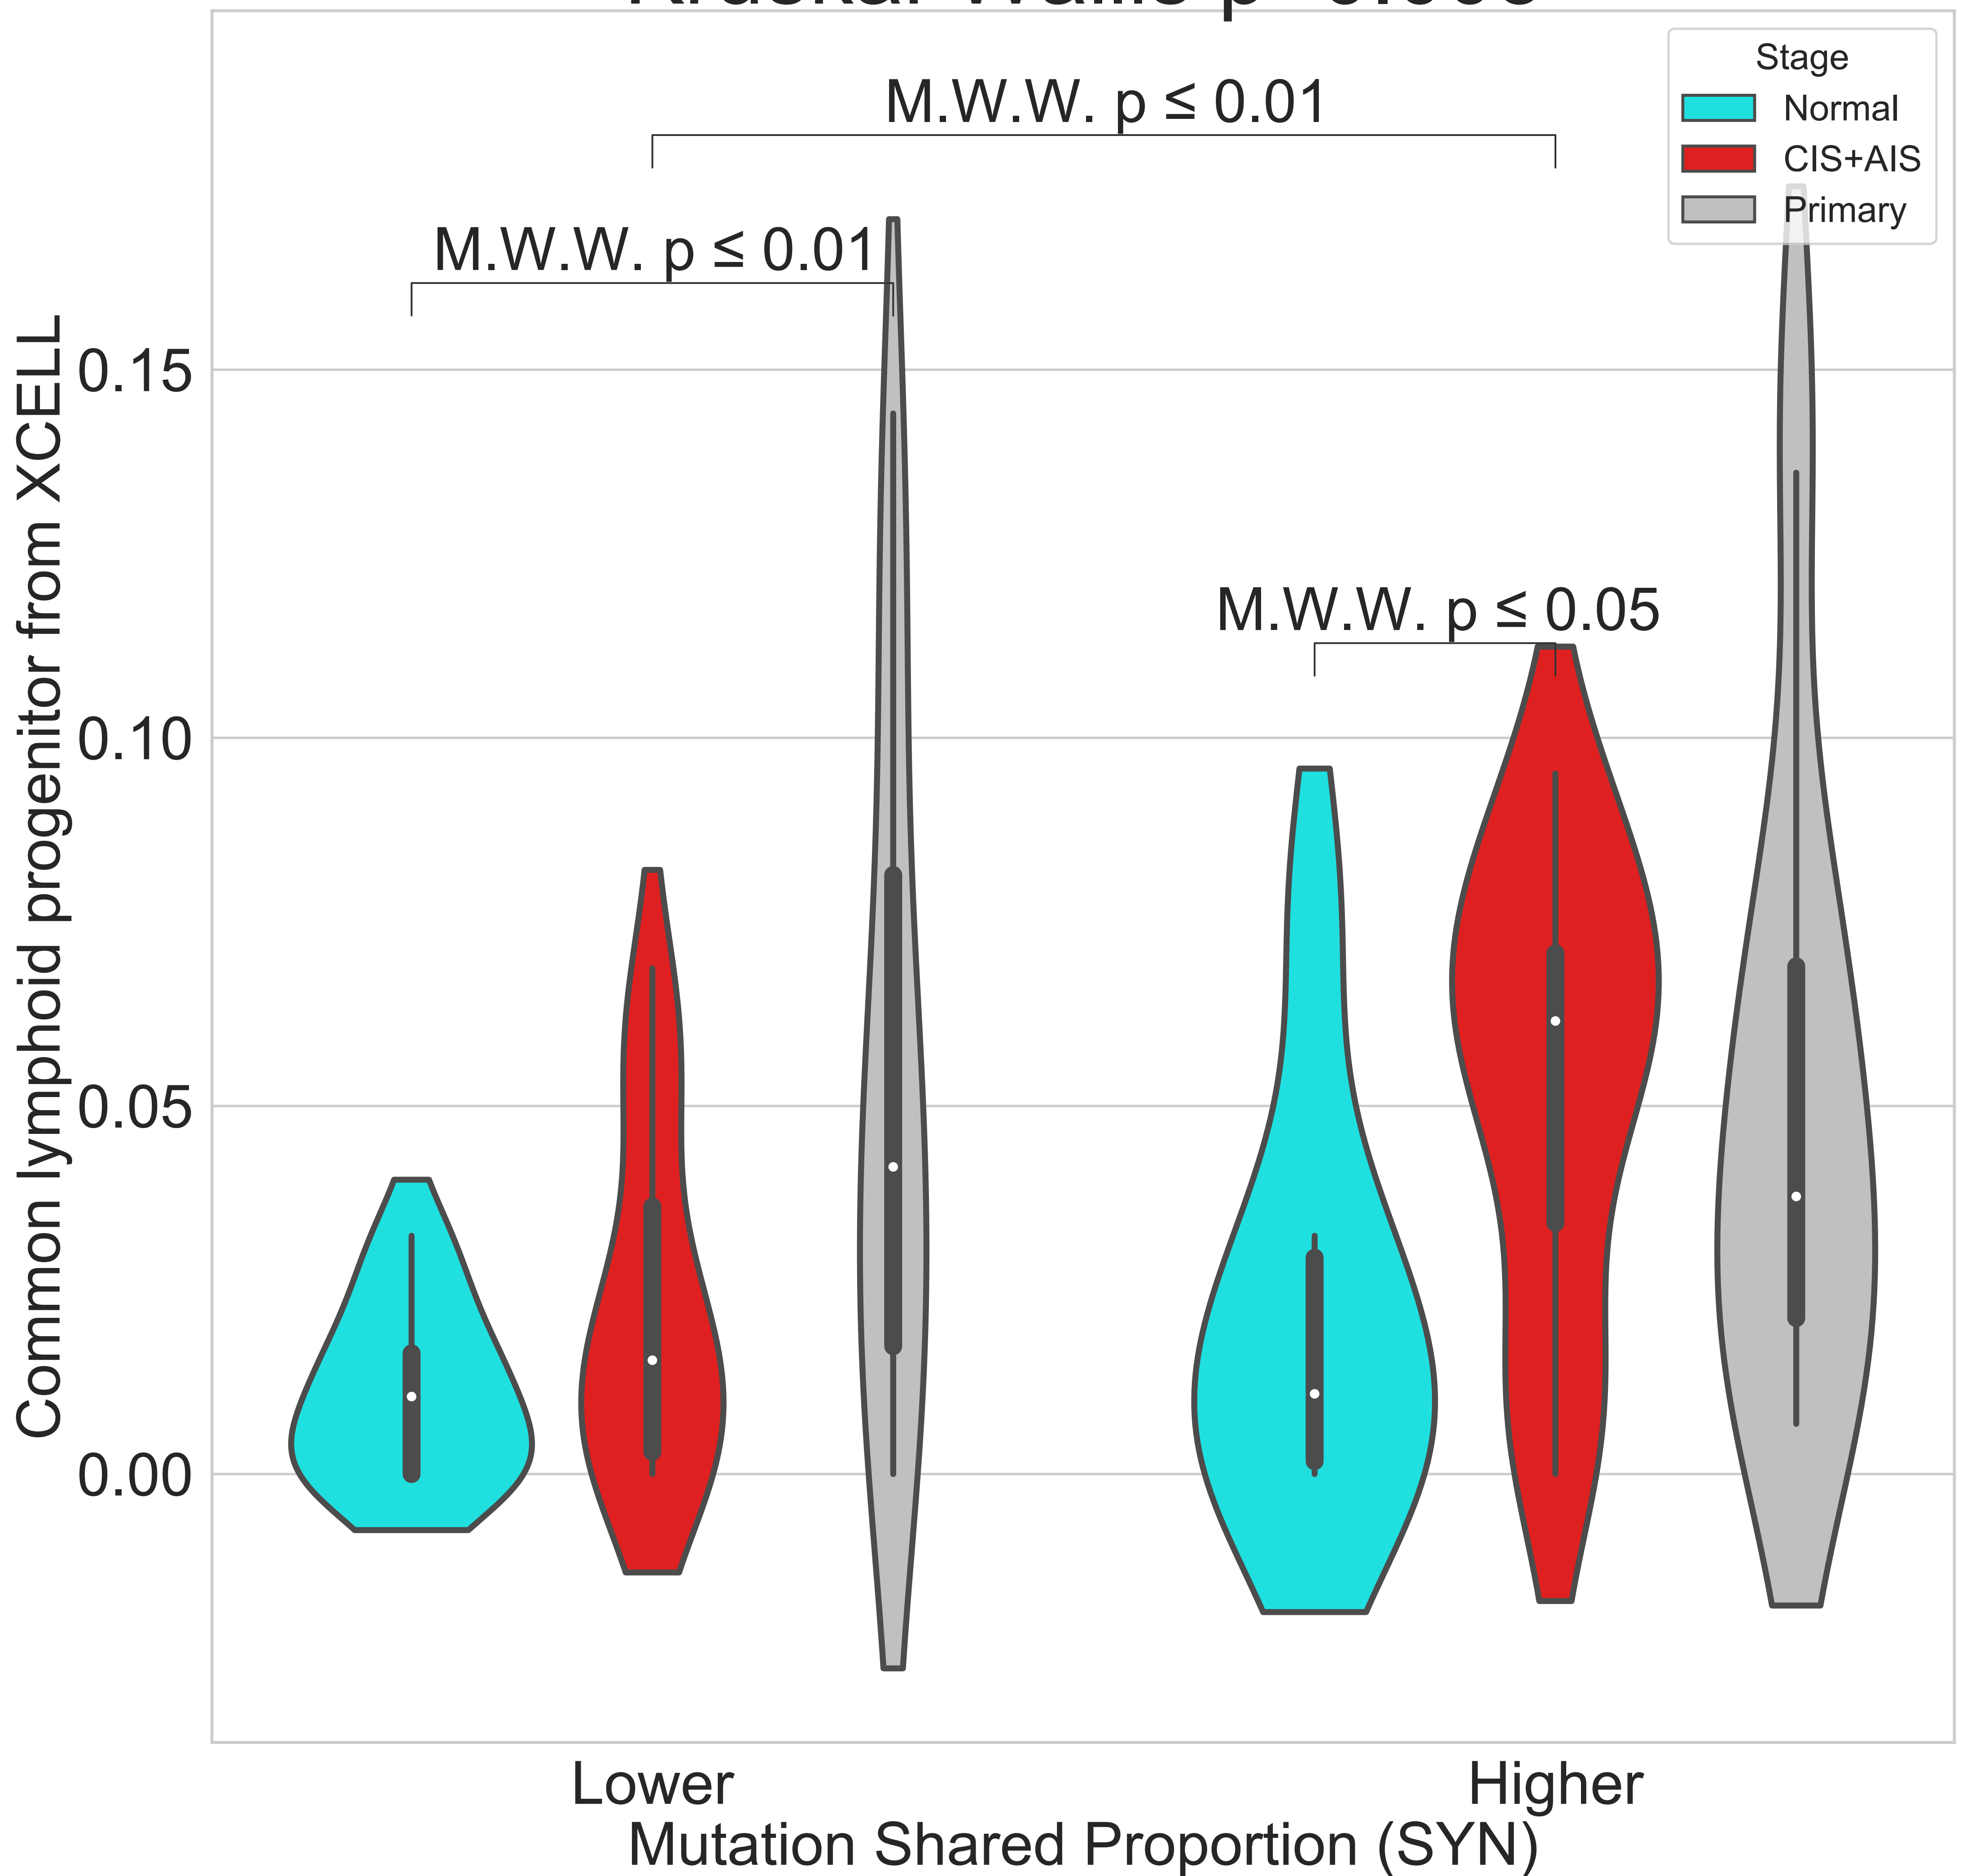 M.W.W. p ≤ 0.01
Stage
Normal
CIS+AIS
Primary
M.W.W. p ≤ 0.01
M.W.W. p ≤ 0.05
Common lymphoid progenitor from XCELL
0.15
0.10
0.05
0.00
Lower
Higher
Mutation Shared Proportion (SYN)